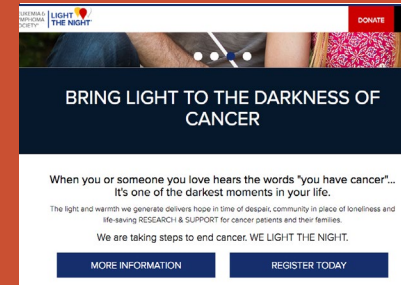 LEUKEMIA & LYMPHOMA SOCIETY
LIGHT THE NIGHT
DONATE
BRING LIGHT TO THE DARKNESS OF
CANCER
When you or someone you love hears the words "you have cancer"...
It's one of the darkest moments in your life.
The light and warmth we generate delivers hope in time of despair, community in place of loneliness and
life-saving RESEARCH & SUPPORT for cancer patients and their families.
We are taking steps to end cancer. WE LIGHT THE NIGHT.
MORE INFORMATION
REGISTER TODAY